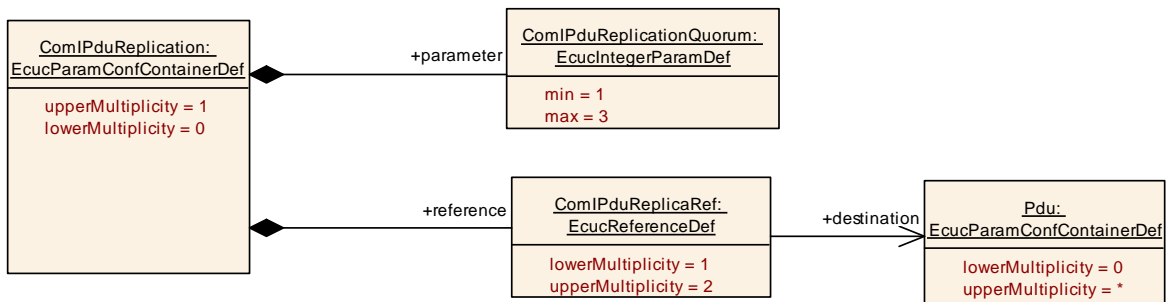 ComIPduReplication:
EcucParamConfContainerDef
upperMultiplicity = 1
lowerMultiplicity = 0
+parameter
ComIPduReplicationQuorum:
EcucIntegerParamDef
min = 1
max = 3
+reference
ComIPduReplicaRef:
EcucReferenceDef
lowerMultiplicity = 1
upperMultiplicity = 2
+destination
Pdu:
EcucParamConfContainerDef
lowerMultiplicity = 0
upperMultiplicity = *